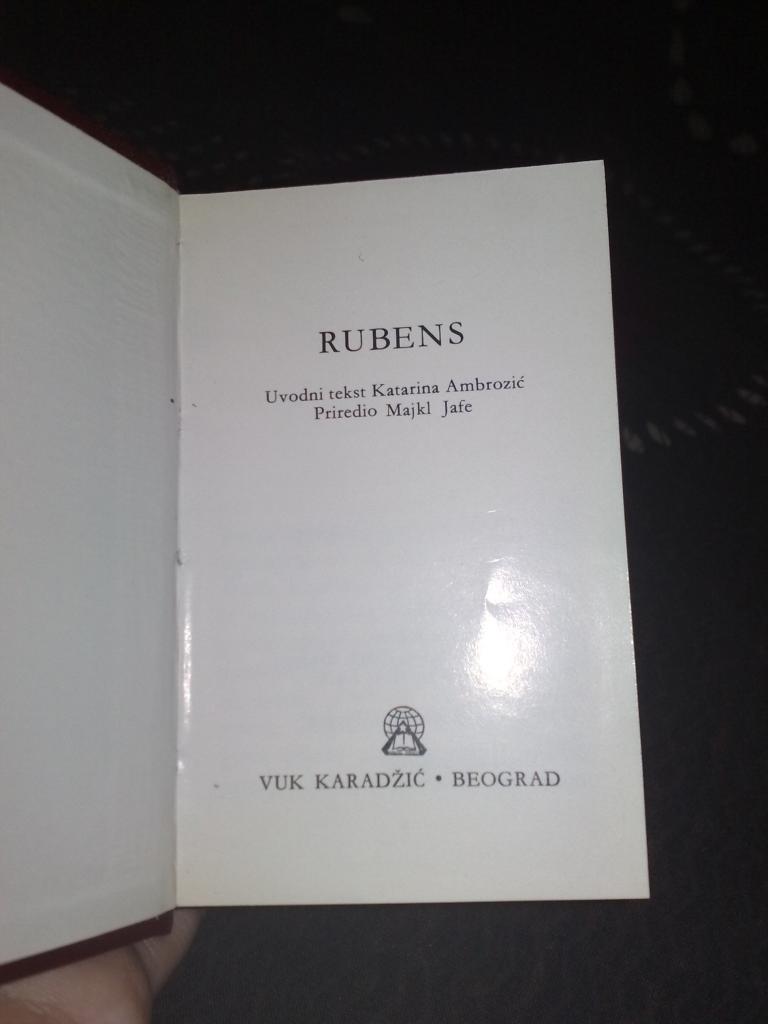 RUBENS
Uvodni tekst Katarina Ambrozić
Priredio Majkl Jafe
VUK KARADŽIĆ • BEOGRAD